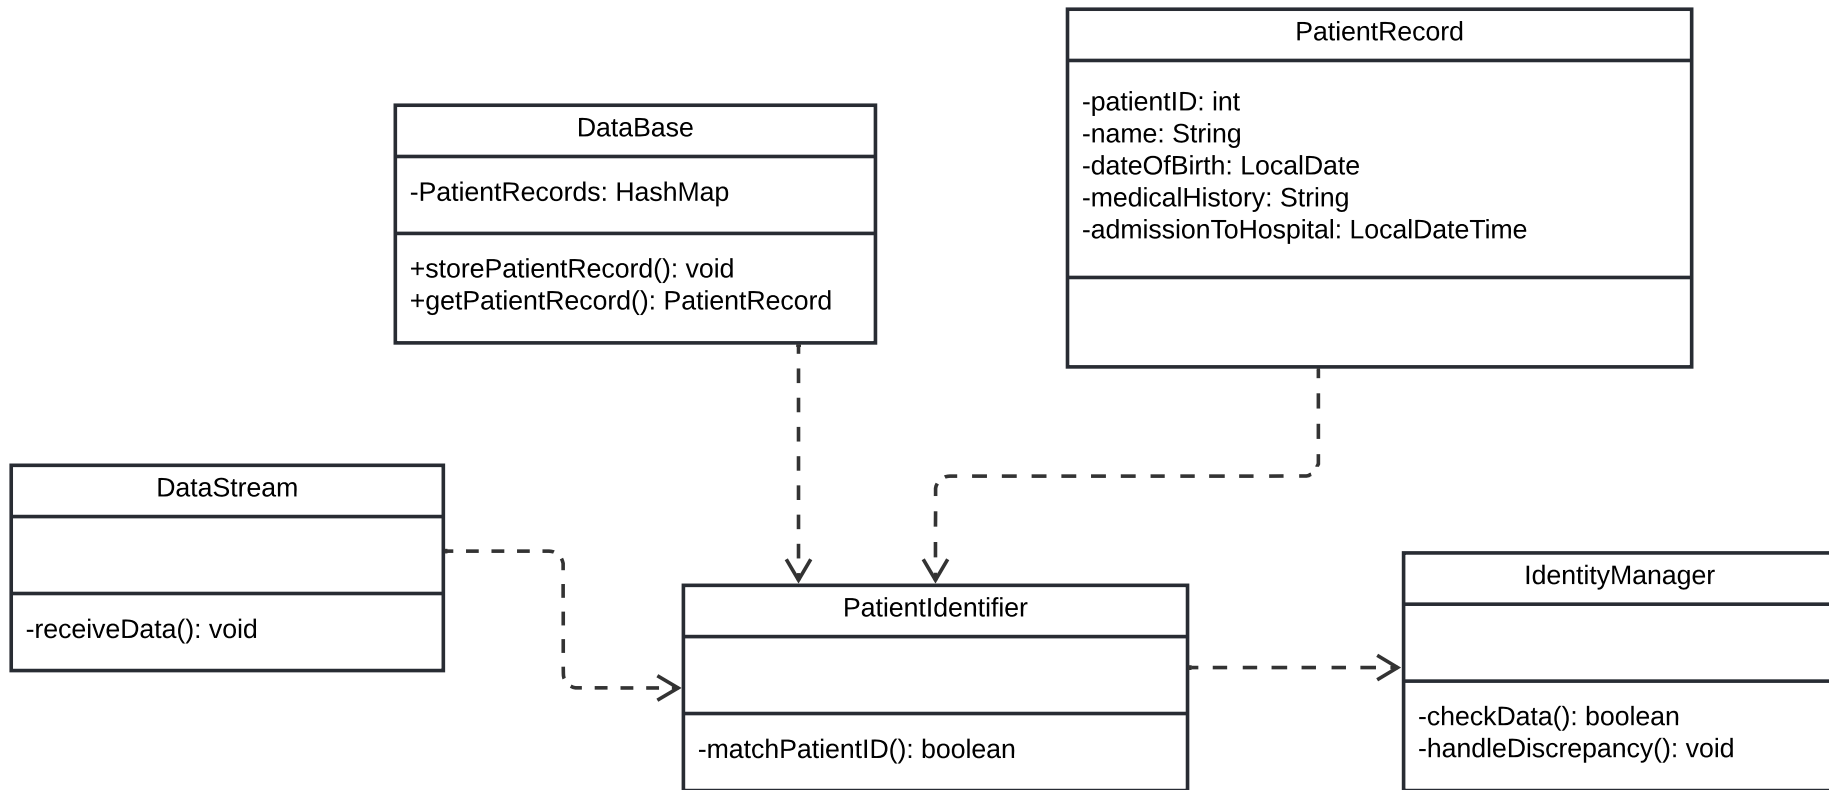 PatientRecord
-patientID: int
-name: String
-dateOfBirth: LocalDate
-medicalHistory: String
-admissionToHospital: LocalDateTime
DataBase
-PatientRecords: HashMap
+storePatientRecord(): void
+getPatientRecord(): PatientRecord
DataStream
-receiveData(): void
PatientIdentifier
-matchPatientID(): boolean
IdentityManager
-checkData(): boolean
-handleDiscrepancy(): void